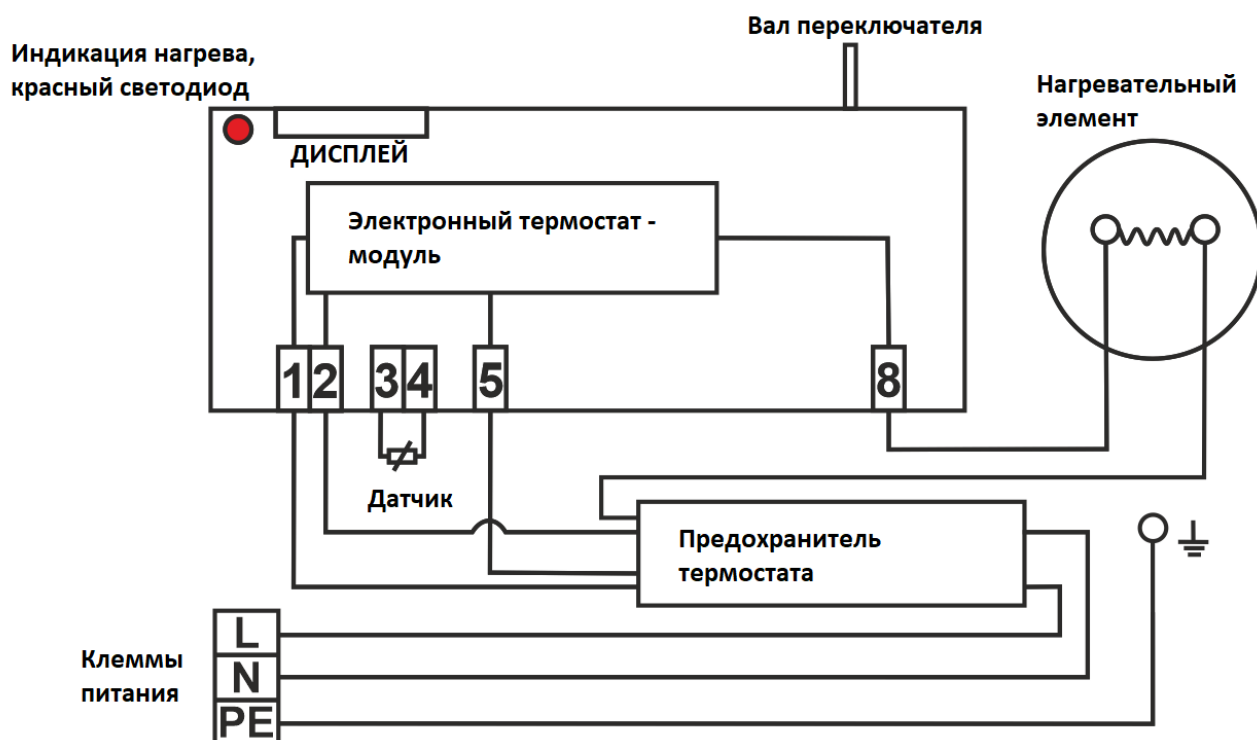 Вал переключателя
Индикация нагрева,
красный светодиод
Нагревательный
элемент
ДИСПЛЕЙ
Электронный термостат -
модуль
1 2 3 4 5 8
Датчик
Предохранитель
термостата
Клеммы
питания
L
N
PE